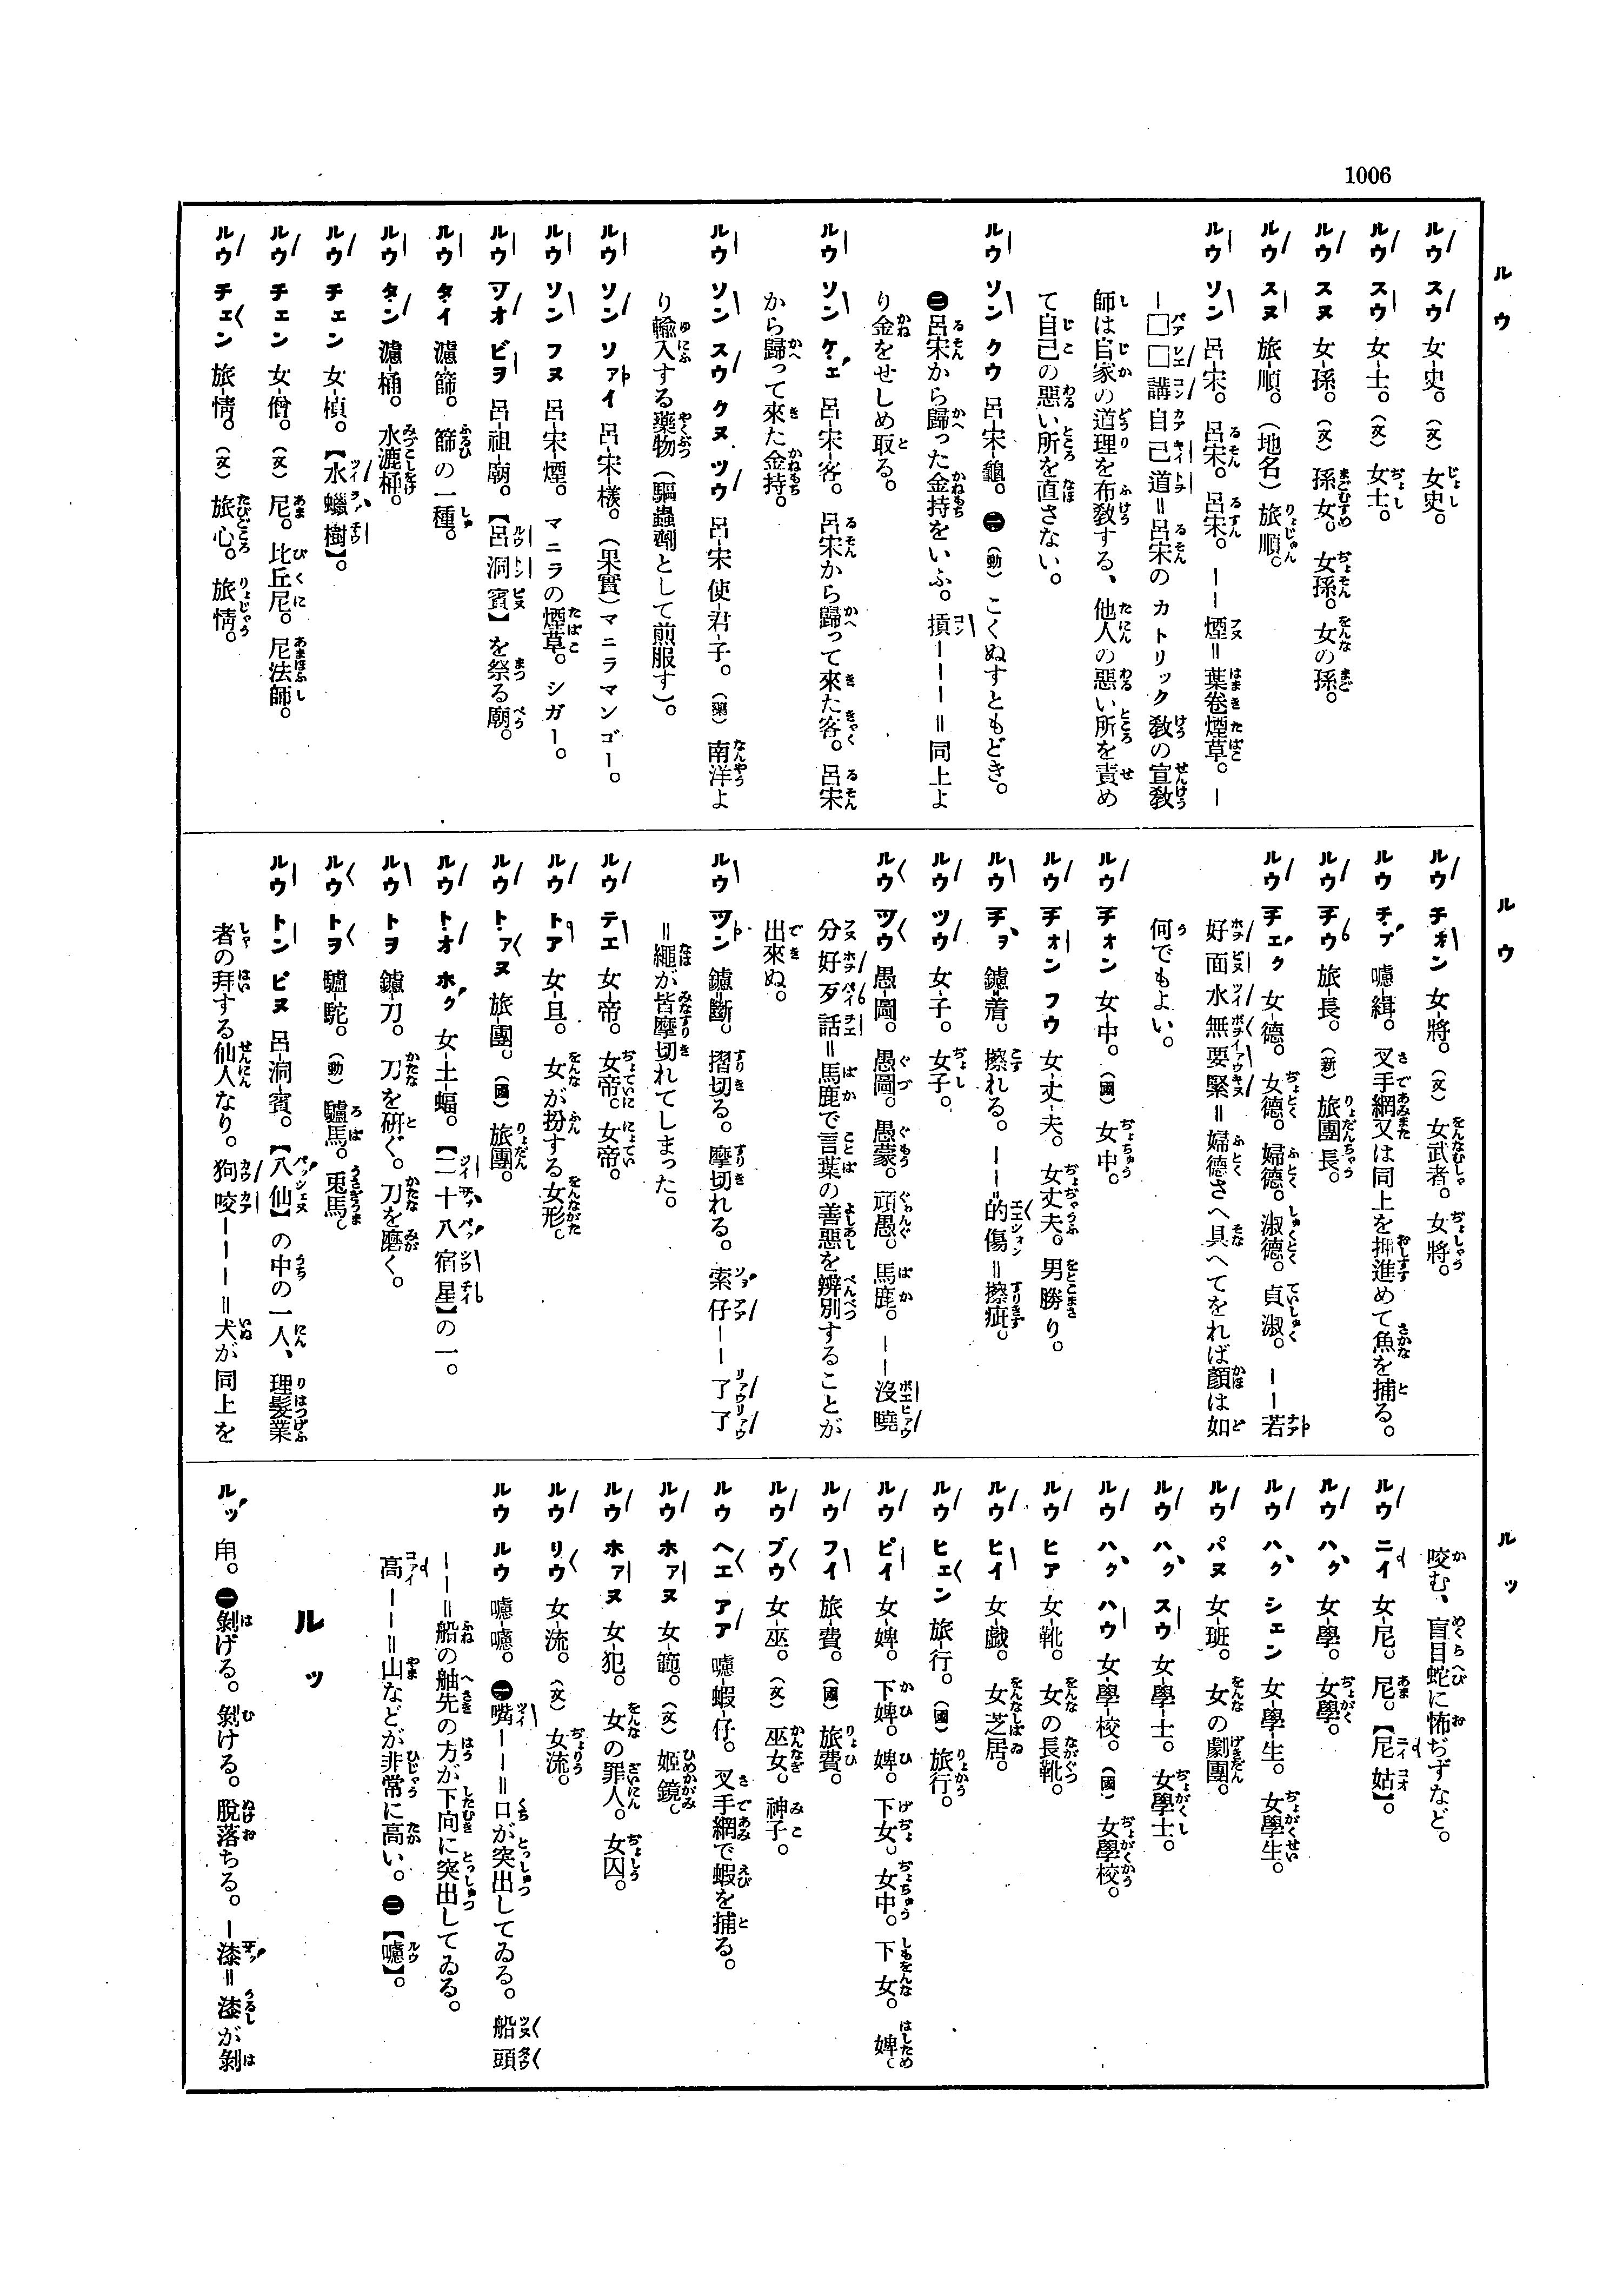 1006
ルウ
ルウ スウ 女-史。(文) 女史。
ルウ スウ 女-士。(文) 女士。
ルウ スヌ 女-孫。(文) 孫女。女孫。女の孫。
ルウ スヌ 旅-順。(地名) 旅順。
ルウ ソン 呂-宋。呂宋。呂宋。ーー煙=葉卷煙草。ー
ー□□講自己道=呂宋のカトリック敎の宣敎
師は自家の道理を布敎する、他人の惡い所を責め
て自己の惡い所を直さない。
ルウ ソン クウ 呂-宋-龜。㊀(動) こくぬすともどき。
㊁呂宋から歸った金持をいふ。摃ーーー=同上よ
り金をせしめ取る。
ルウ ソン ケェ 呂-宋-客。呂宋から歸って來た客。呂宋
から歸って來た金持。
ルウ ソン スウ クヌ ツウ 呂-宋 使-君-子。(藥) 南洋よ
り輸入する藥物(驅蟲劑として煎服す)。
ルウ ソン ソァイ 呂-宋-檨。(果實)マニラマンゴー。
ルウ ソン フヌ 呂-宋-煙。マニラの煙草。シガー。
ルウ ツオ ビヲ 呂-祖-廟。【呂洞賓】を祭る廟。
ルウ タイ 濾-篩。篩の一種。
ルウ タン 濾-桶。水漉桶。
ルウ チェン 女-楨。【水蠟樹】。
ルウ チェン 女-僧。(文) 尼。比丘尼。尼法師。
ルウ チェン 旅-情。(文) 旅心。旅情。
ルウ
ルウ チォン 女-將。(文) 女武者。女將。
ルウ チプ 𡀔-緝。叉手網又は同上を押進めて魚を捕る。
ルウ チウ 旅-長。(新) 旅團長。
ルウ チェク 女-德。女德。婦德。淑德。貞淑。ーー若
好面水無要緊=婦德さへ具へてをれば顏は如
何でもよい。
ルウ チォン 女-中。(國) 女中。
ルウ チォン フウ 女-丈-夫。女丈夫。男勝り。
ルウ チヲ 鑢-着。擦れる。ーー的傷=擦疵。
ルウ ツウ 女-子。女子。
ルウ ツウ 愚-圖。愚圖。愚蒙。頑愚。馬鹿。ーー沒曉
分好歹話=馬鹿で言葉の善惡を辨別することが
出來ぬ。
ルウ ツン 鑢-斷。摺切る。摩切れる。索仔ーー了了
=繩が皆摩切れてしまった。
ルウ テエ 女-帝。女帝。女帝。
ルウ トア 女-旦。女が扮する女形。
ルウ トァヌ 旅-團。(國) 旅團。
ルウ トオ ホク 女-土-蝠。【二十八宿星】の一。
ルウ トヲ 鑢-刀。刀を硏ぐ。刀を磨く。
ルウ トヲ 驢-駝。(動) 驢馬。兎馬。
ルウ トン ピヌ 呂-洞-賓。【八仙】の中の一人、理髮業
者の拜する仙人なり。狗咬ーーー=犬が同上を
ルッ
咬む、盲目蛇に怖ぢずなど。
ルウ ニイ 女-尼。尼。【尼姑】。
ルウ ハク 女-學。女學。
ルウ ハク シェン 女-學-生。女學生。
ルウ パヌ 女-班。女の劇團。
ルウ ハク スウ 女-學-士。女學士。
ルウ ハク ハウ 女-學-校。(國) 女學校。
ルウ ヒア 女-靴。女の長靴。
ルウ ヒイ 女-戲。女芝居。
ルウ ヒェン 旅-行。(國) 旅行。
ルウ ピイ 女-婢。下婢。婢。下女。女中。下女。婢。
ルウ フイ 旅-費。(國) 旅費。
ルウ ブウ 女-巫。(文) 巫女。神子。
ルウ ヘエ アア 𡀔-蝦-仔。叉手網で蝦を捕る。
ルウ ホァヌ 女-範。(文) 姬鏡。
ルウ ホァヌ 女-犯。女の罪人。女囚。
ルウ リウ 女-流。(文) 女流。
ルウ ルウ 𡀔-𡀔。㊀嘴ーー=口が突出してゐる。船頭
ーー=船の舳先の方が下向に突出してゐる。
高ーー=山などが非常に高い。㊁【𡀔】。
ルッ
ルッ 甪。㊀剝げる。剝ける。脫落ちる。ー漆=漆が剝